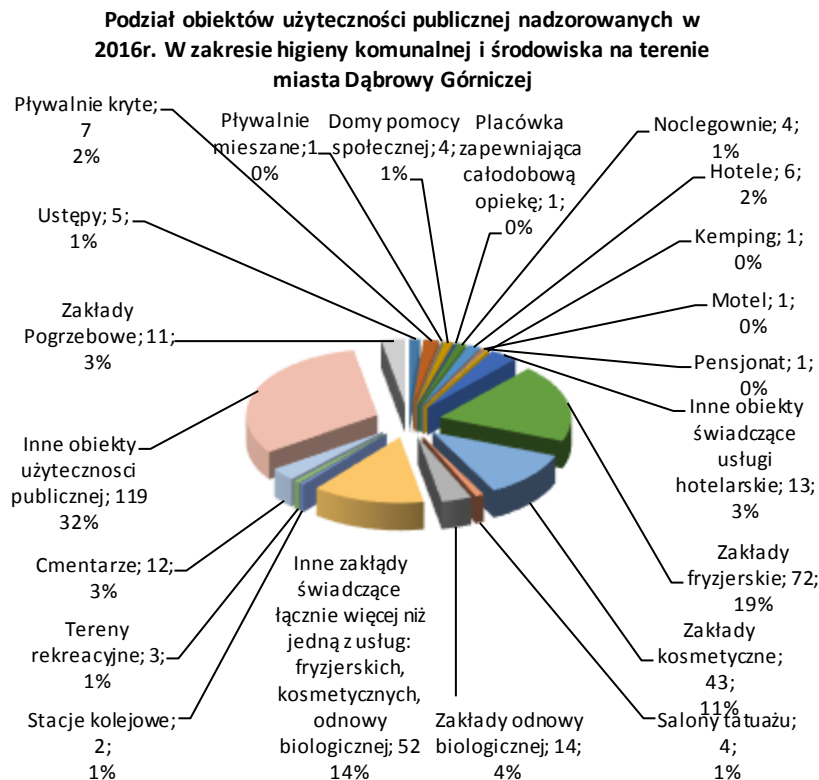 Podział obiektów użyteczności publicznej nadzorowanych w
2016r. W zakresie higieny komunalnej i środowiska na terenie
miasta Dąbrowy Górniczej
Pływalnie kryte;
7
2%
Pływalnie
mieszane;1
0%
Domy pomocy
społecznej; 4;
1%
Placówka
zapewniająca
całodobową
opiekę; 1;
0%
Noclegownie; 4;
1%
Hotele; 6;
2%
Kemping; 1;
0%
Motel; 1;
0%
Pensjonat; 1;
0%
Inne obiekty
świadczące
usługi
hotelarskie; 13;
3%
Zakłady
fryzjerskie; 72;
19%
Zakłady
kosmetyczne;
43;
11%
Salony tatuażu;
4;
1%
Zakłady odnowy
biologicznej; 14;
4%
Inne zakłądy
świadczące
łącznie więcej niż
jedną z usług:
fryzjerskich,
kosmetycznych,
odnowy
biologicznej; 52
14%
Stacje kolejowe;
2;
1%
Tereny
rekreacyjne; 3;
1%
Cmentarze; 12;
3%
Inne obiekty
użytecznosci
publicznej; 119
32%
Zakłady
Pogrzebowe; 11;
3%
Ustępy; 5;
1%